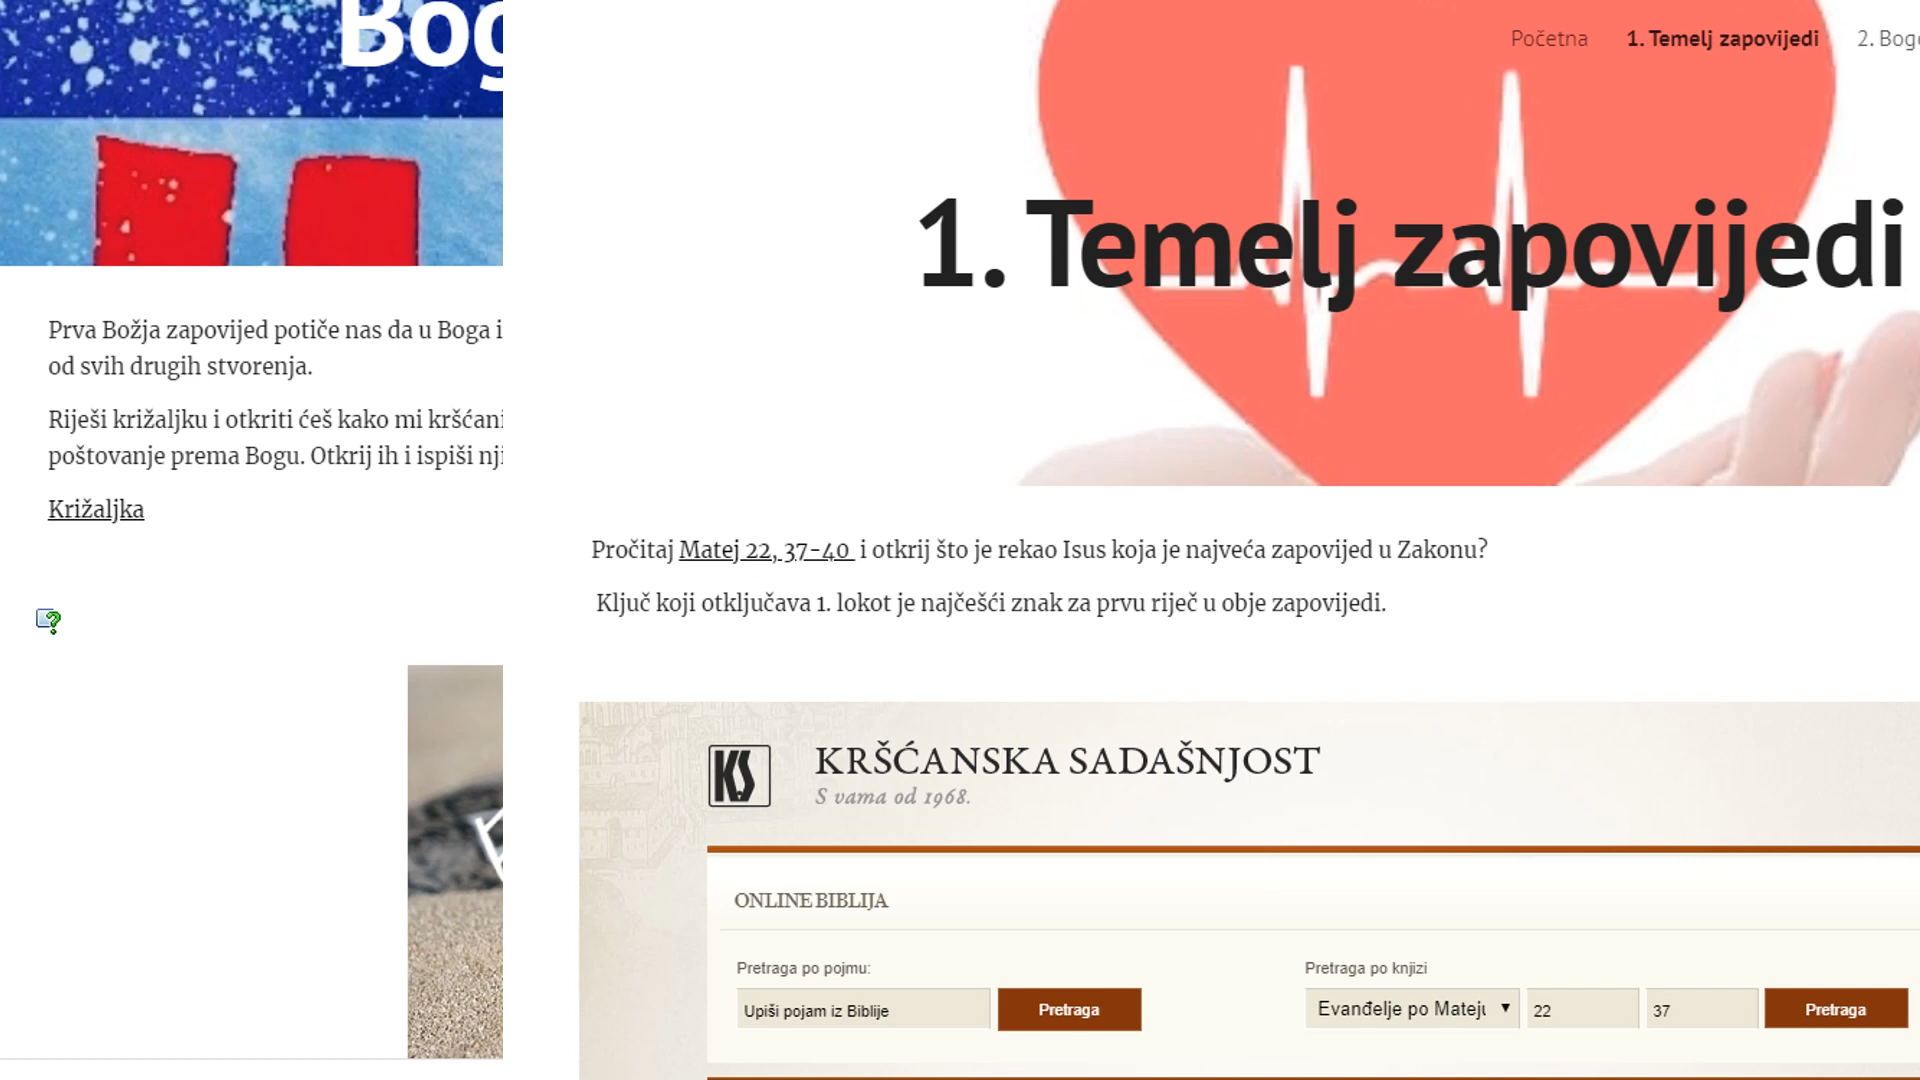 Bog
Prva Božja zapovijed potiče nas da u Boga i
od svih drugih stvorenja.
Riješi križaljku i otkriti ćeš kako mi kršćani
poštovanje prema Bogu. Otkrij ih i ispiši nji
Križaljka
Početna 1. Temelj zapovijedi 2. Bog
1. Temelj zapovijedi
Pročitaj Matej 22, 37-40 i otkrij što je rekao Isus koja je najveća zapovijed u Zakonu?
Ključ koji otključava 1. lokot je najčešći znak za prvu riječ u obje zapovijedi.
KS
KRŠĆANSKA SADAŠNJOST
S vama od 1968.
ONLINE BIBLIJA
Pretraga po pojmu: Pretraga po knjizi
Upiši pojam iz Biblije Pretraga Evanđelje po Mateju 22 37 Pretraga